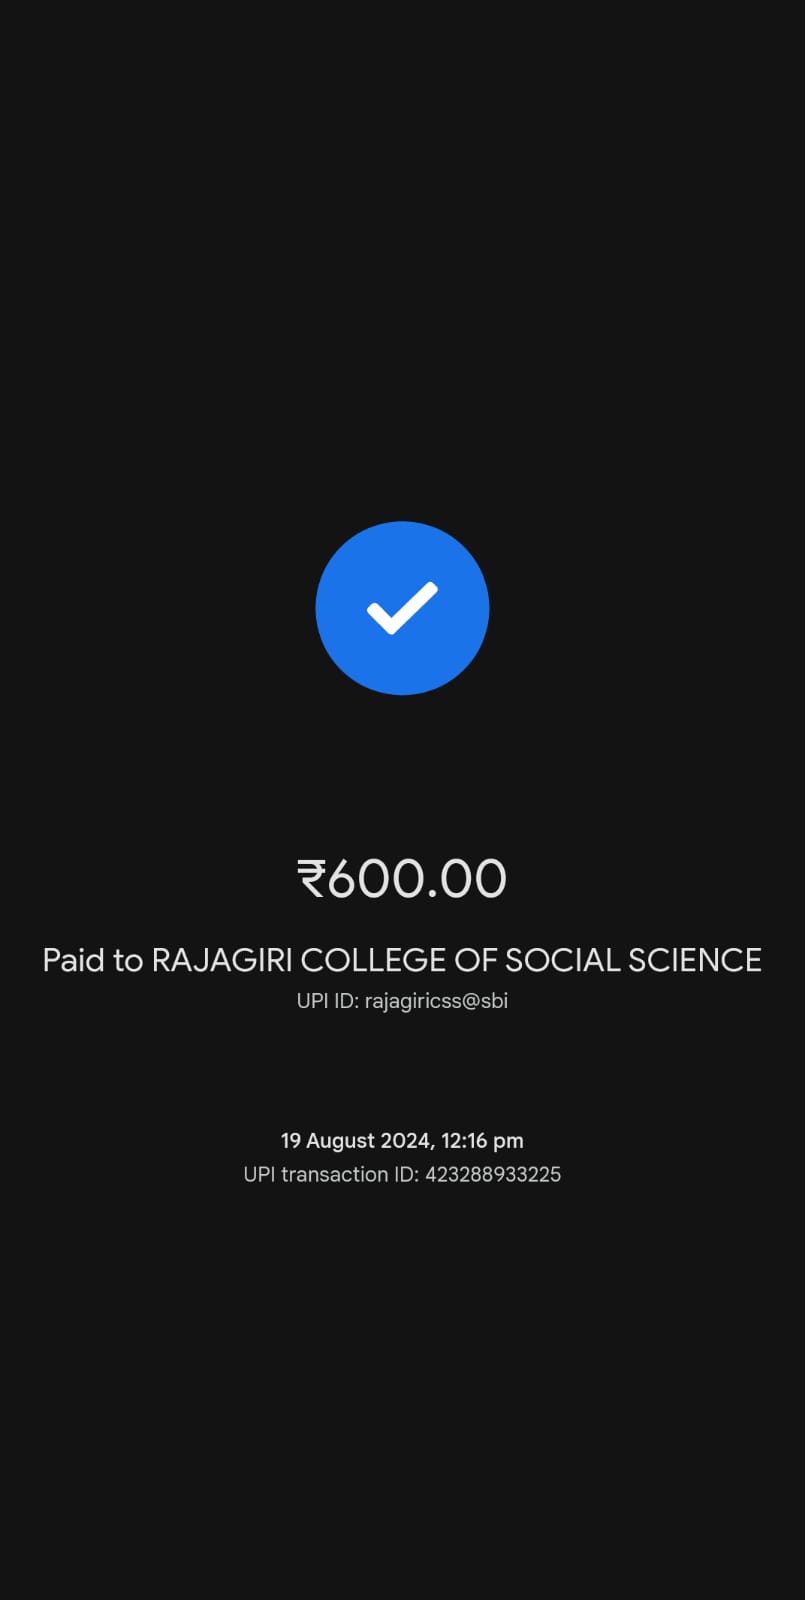 ₹600.00
Paid to RAJAGIRI COLLEGE OF SOCIAL SCIENCE
UPI ID: rajagiricss@sbi
19 August 2024, 12:16 pm
UPI transaction ID: 423288933225